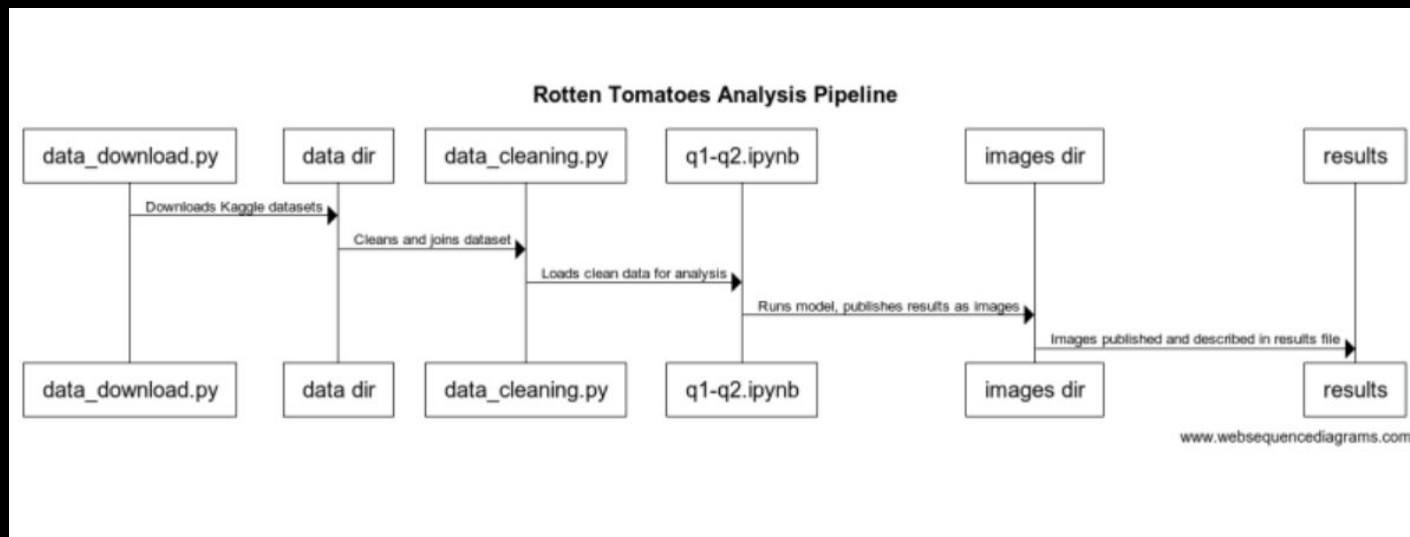 Rotten Tomatoes Analysis Pipeline
data_download.py
data dir
data_cleaning.py
q1-q2.ipynb
images dir
results
Downloads Kaggle datasets
Cleans and joins dataset
Loads clean data for analysis
Runs model, publishes results as images
Images published and described in results file
data_download.py
data dir
data_cleaning.py
q1-q2.ipynb
images dir
results
www.websequencediagrams.com